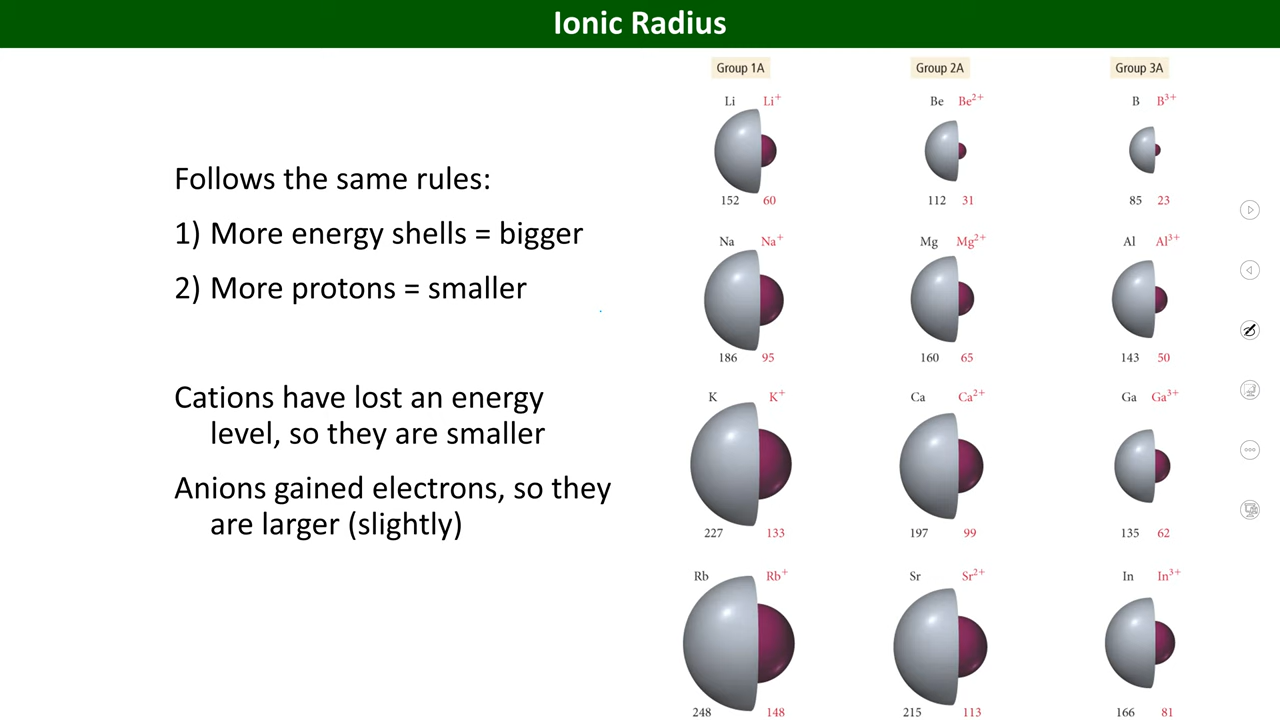 Ionic Radius
Follows the same rules:
1) More energy shells = bigger
2) More protons = smaller
Cations have lost an energy
level, so they are smaller
Anions gained electrons, so they
are larger (slightly)
Group 1A Group 2A Group 3A
Li Li⁺ Be Be²⁺ B B³⁺
152 60 112 31 85 23
Na Na⁺ Mg Mg²⁺ Al Al³⁺
186 95 160 65 143 50
K K⁺ Ca Ca²⁺ Ga Ga³⁺
227 133 197 99 135 62
Rb Rb⁺ Sr Sr²⁺ In In³⁺
248 148 215 113 166 81